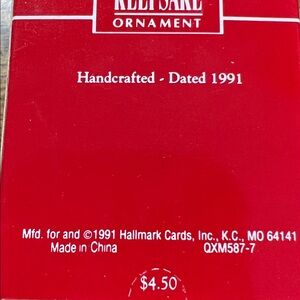 KEEPSAKE
ORNAMENT
Handcrafted - Dated 1991
Mfd. for and ©1991 Hallmark Cards, Inc., K.C., MO 64141
Made in China QXM587-7
$4.50